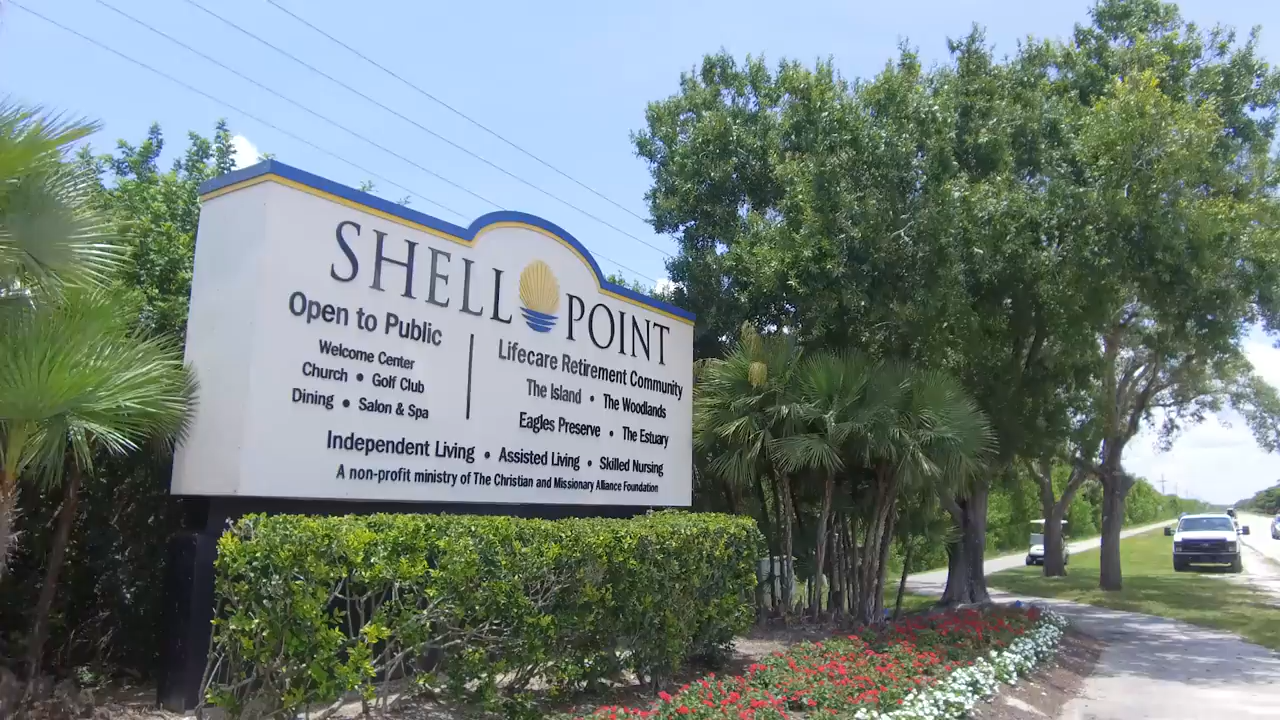 SHELL POINT
Open to Public
Welcome Center
Church • Golf Club
Dining • Salon & Spa
Lifecare Retirement Community
The Island • The Woodlands
Eagles Preserve • The Estuary
Independent Living • Assisted Living • Skilled Nursing
A non-profit ministry of The Christian and Missionary Alliance Foundation